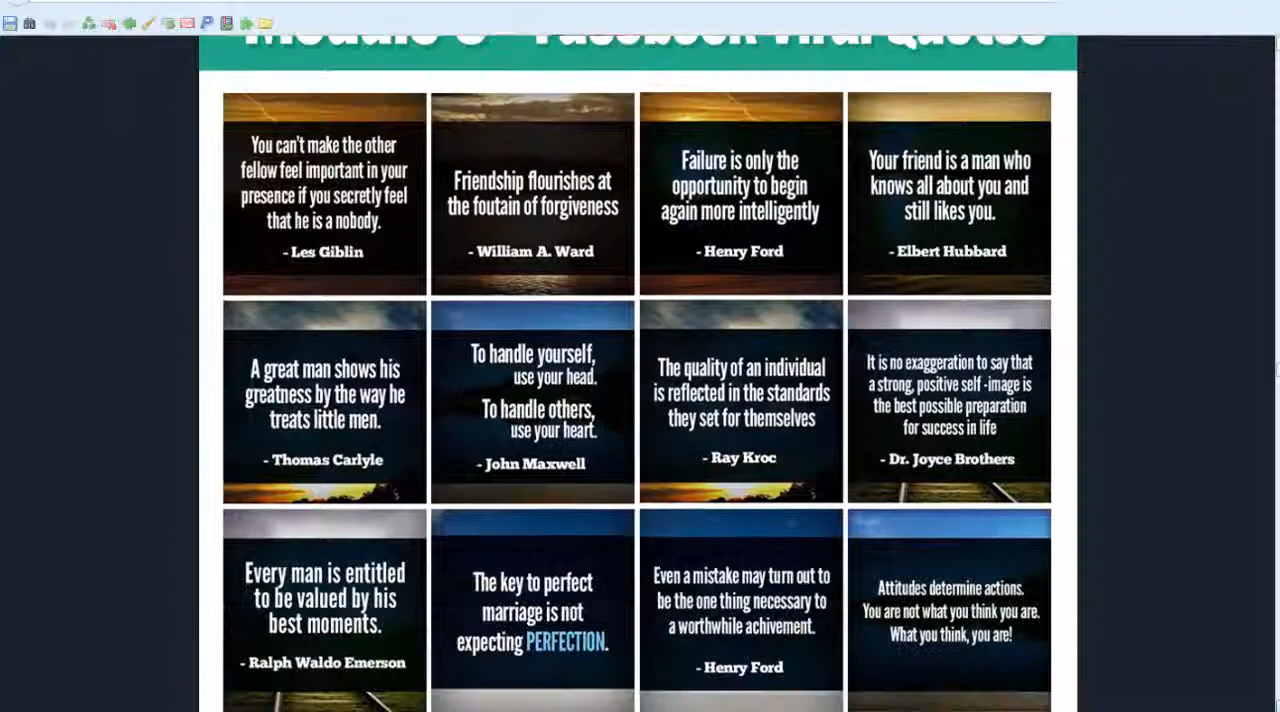 Module 3 - Facebook Viral Quotes
You can't make the other
fellow feel important in your
presence if you secretly feel
that he is a nobody.
- Les Giblin
Friendship flourishes at
the foutain of forgiveness
- William A. Ward
Failure is only the
opportunity to begin
again more intelligently
- Henry Ford
Your friend is a man who
knows all about you and
still likes you.
- Elbert Hubbard
A great man shows his
greatness by the way he
treats little men.
- Thomas Carlyle
To handle yourself,
use your head.
To handle others,
use your heart.
- John Maxwell
The quality of an individual
is reflected in the standards
they set for themselves
- Ray Kroc
It is no exaggeration to say that
a strong, positive self -image is
the best possible preparation
for success in life
- Dr. Joyce Brothers
Every man is entitled
to be valued by his
best moments.
- Ralph Waldo Emerson
The key to perfect
marriage is not
expecting PERFECTION.
Even a mistake may turn out to
be the one thing necessary to
a worthwhile achivement.
- Henry Ford
Attitudes determine actions.
You are not what you think you are.
What you think, you are!